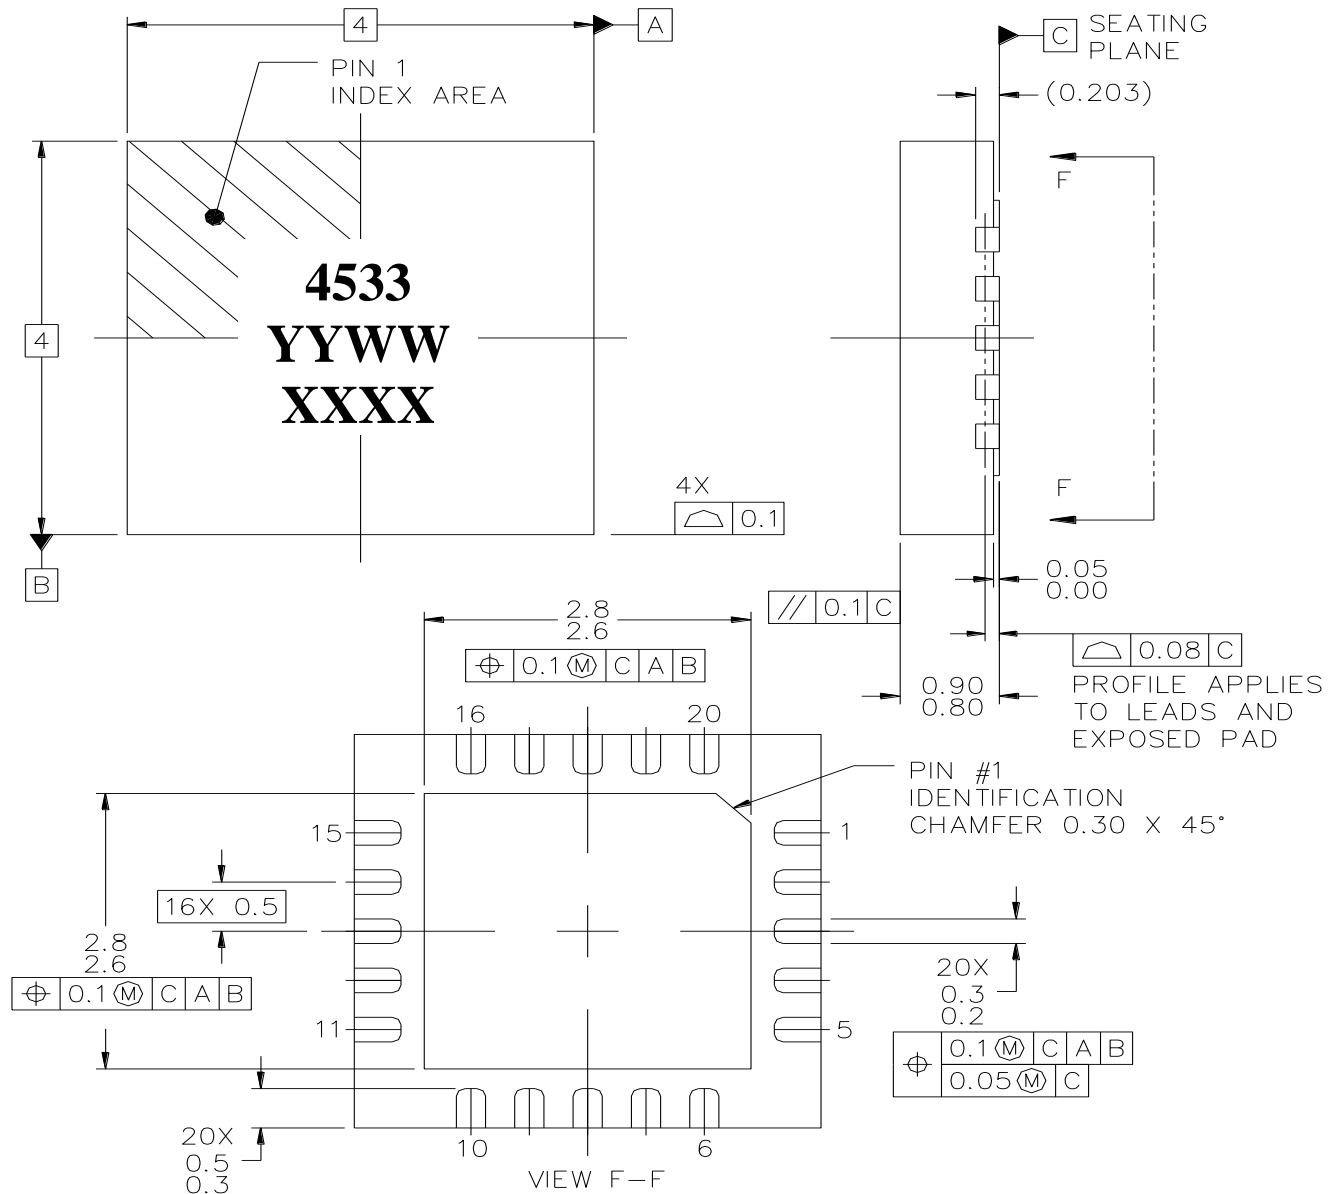 4
A
PIN 1
INDEX AREA
4
4533
YYWW
XXXX
B
4X
0.1
C
SEATING
PLANE
(0.203)
F
F
0.05
0.00
// 0.1 C
0.90
0.80
0.08 C
PROFILE APPLIES
TO LEADS AND
EXPOSED PAD
2.8
2.6
⌖ 0.1 Ⓜ C A B
16
20
PIN #1
IDENTIFICATION
CHAMFER 0.30 X 45°
15
1
16X 0.5
2.8
2.6
⌖ 0.1 Ⓜ C A B
11
5
20X
0.3
0.2
⌖ 0.1 Ⓜ C A B
0.05 Ⓜ C
20X
0.5
0.3
10
6
VIEW F-F